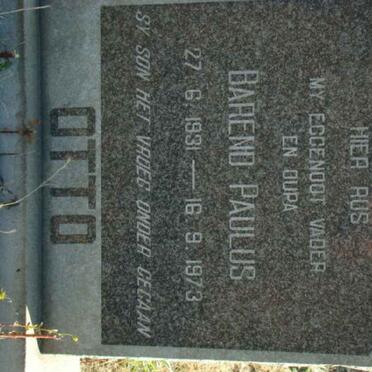 HIER RUS
MY EGGENOOT VADER
EN OUPA
BAREND PAULUS
27. 6. 1931 — 16. 9. 1973
SY SON HET VROEG ONDER GEGAAN
OTTO